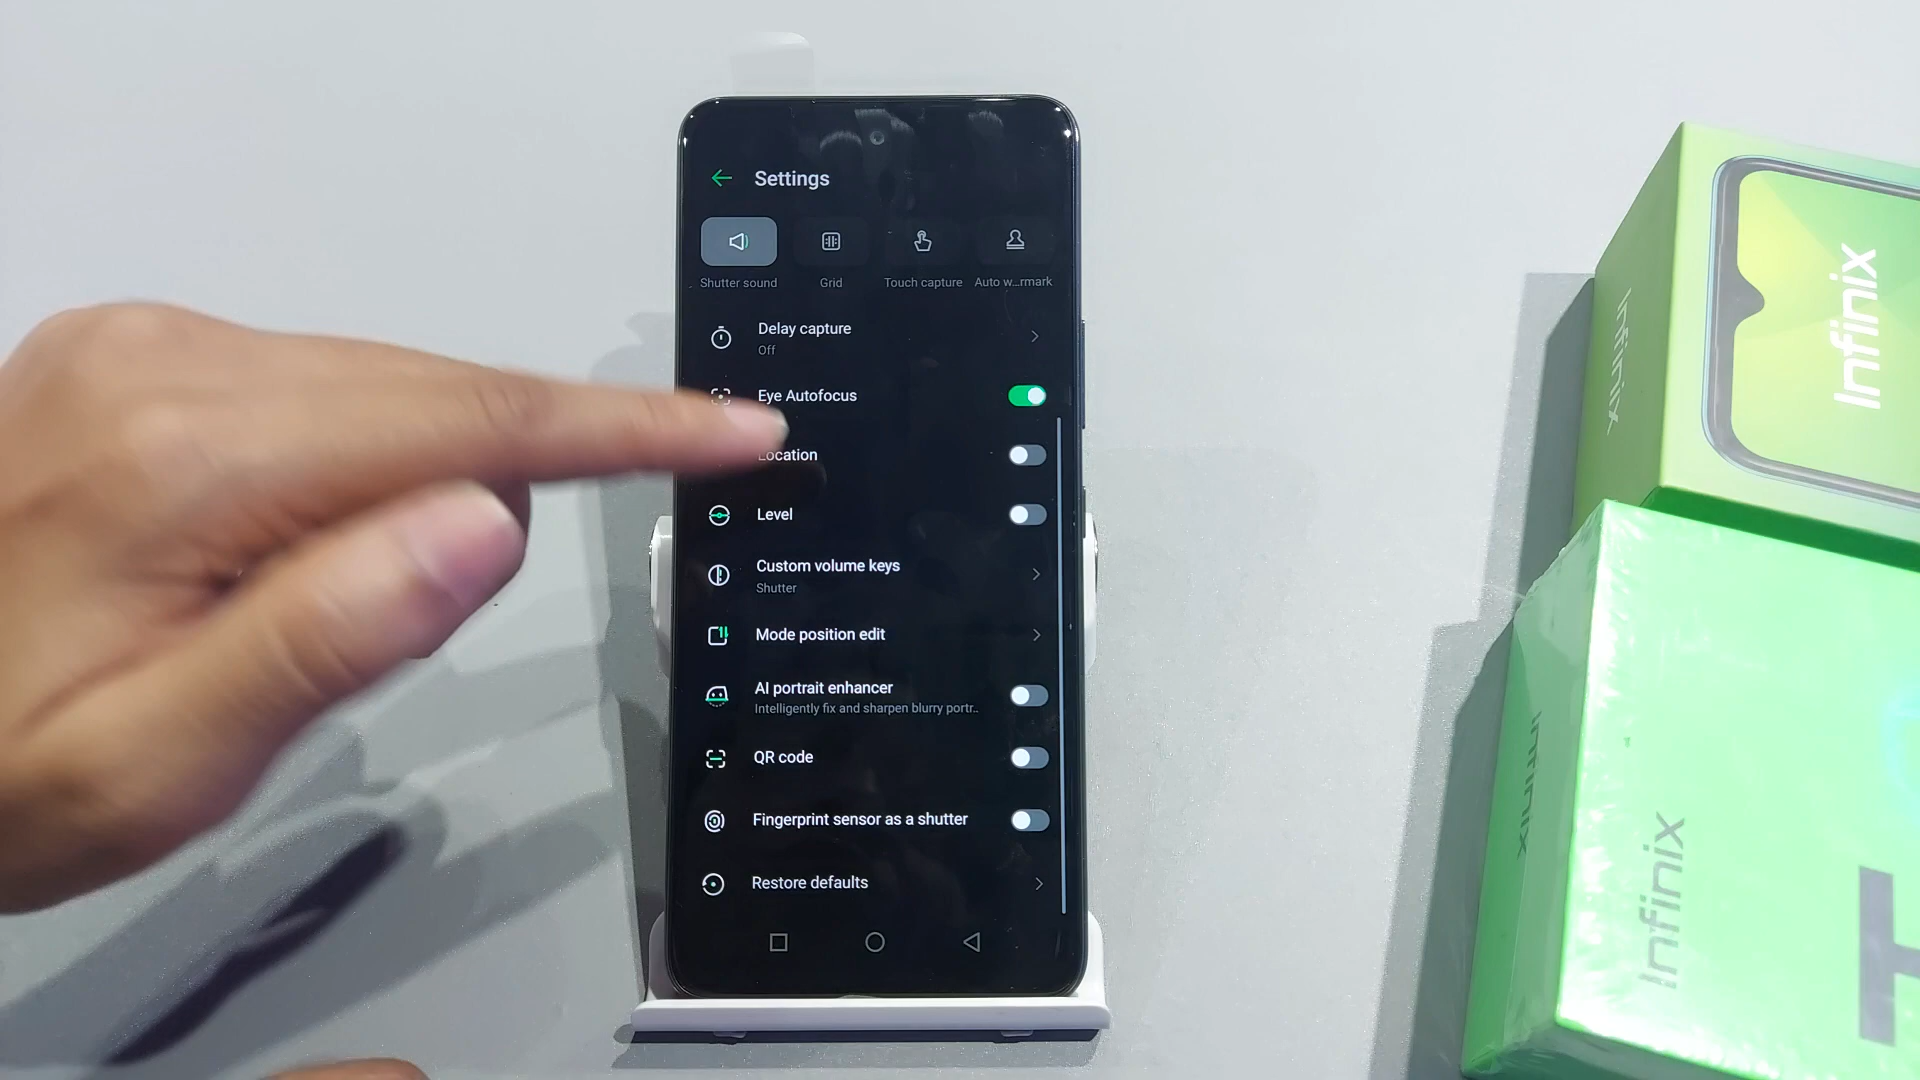 Settings
Shutter sound
Grid
Touch capture
Auto w...rmark
Delay capture
Off
Eye Autofocus
Location
Level
Custom volume keys
Shutter
Mode position edit
AI portrait enhancer
Intelligently fix and sharpen blurry portr..
QR code
Fingerprint sensor as a shutter
Restore defaults
Infinix
Infinix
Infinix
Infinix
H